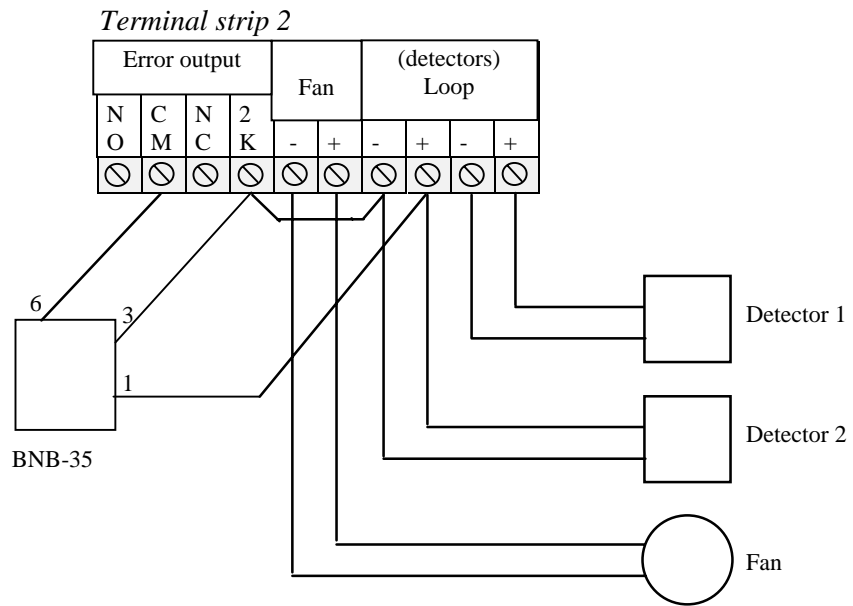 Terminal strip 2
Error output
Fan
(detectors)
Loop
N C N 2
O M C K - + - + - +
6
3
1
BNB-35
Detector 1
Detector 2
Fan